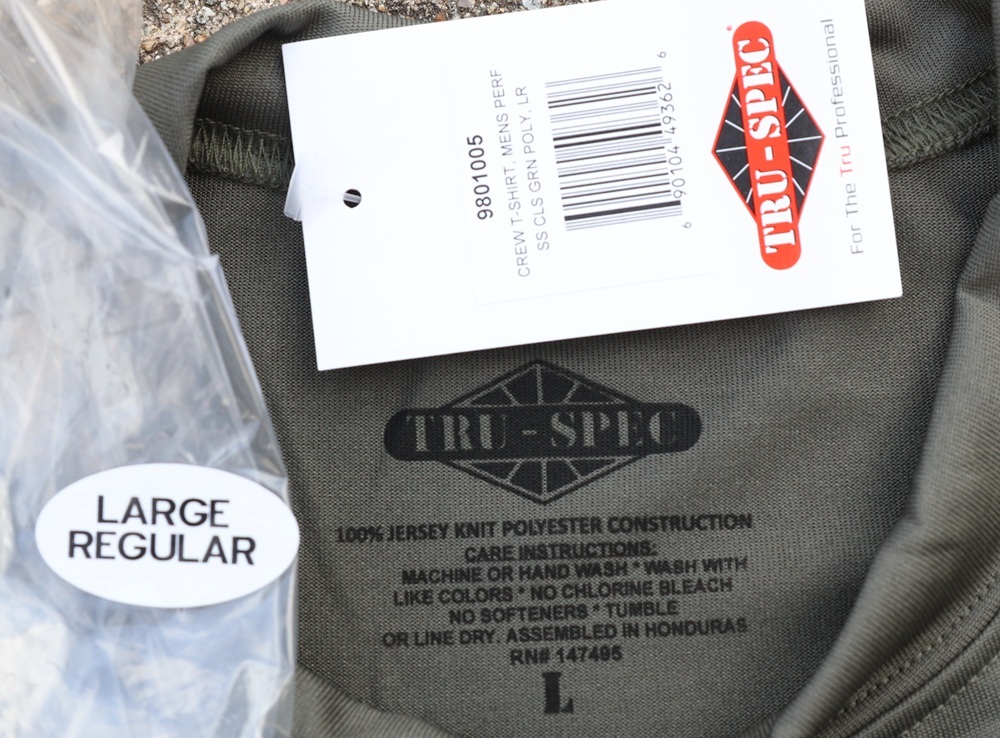 9801005
CREW T-SHIRT, MENS PERF
SS CLS GRN POLY, LR
6 90104 49362 6
TRU-SPEC
For The Tru Professional
TRU-SPEC
100% JERSEY KNIT POLYESTER CONSTRUCTION
CARE INSTRUCTIONS:
MACHINE OR HAND WASH * WASH WITH
LIKE COLORS * NO CHLORINE BLEACH
NO SOFTENERS * TUMBLE
OR LINE DRY. ASSEMBLED IN HONDURAS
RN# 147495
L
LARGE
REGULAR